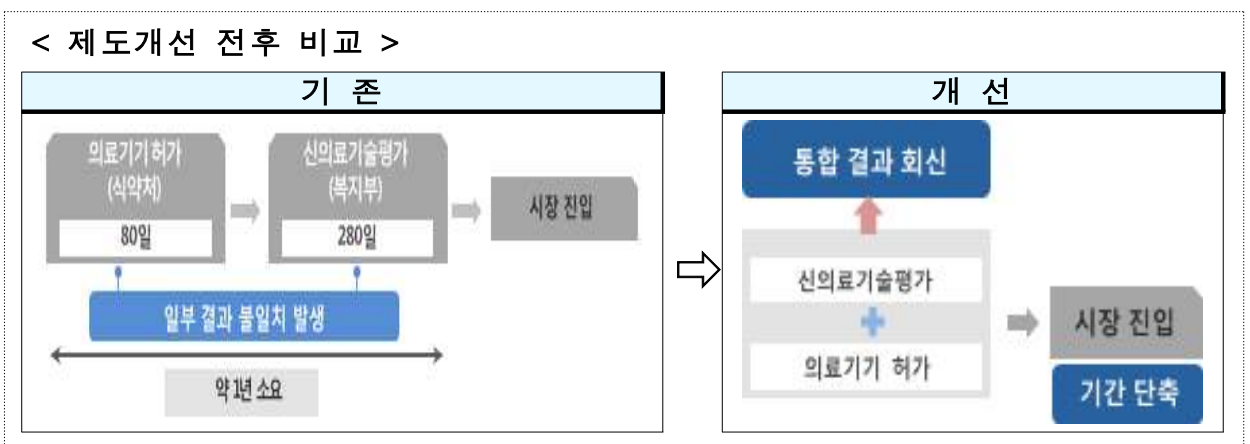 < 제도개선 전후 비교 >
기 존
의료기기 허가
(식약처)
80일
신의료기술평가
(복지부)
280일
시장 진입
일부 결과 불일치 발생
약 1년 소요
개 선
통합 결과 회신
신의료기술평가
+
의료기기 허가
시장 진입
기간 단축